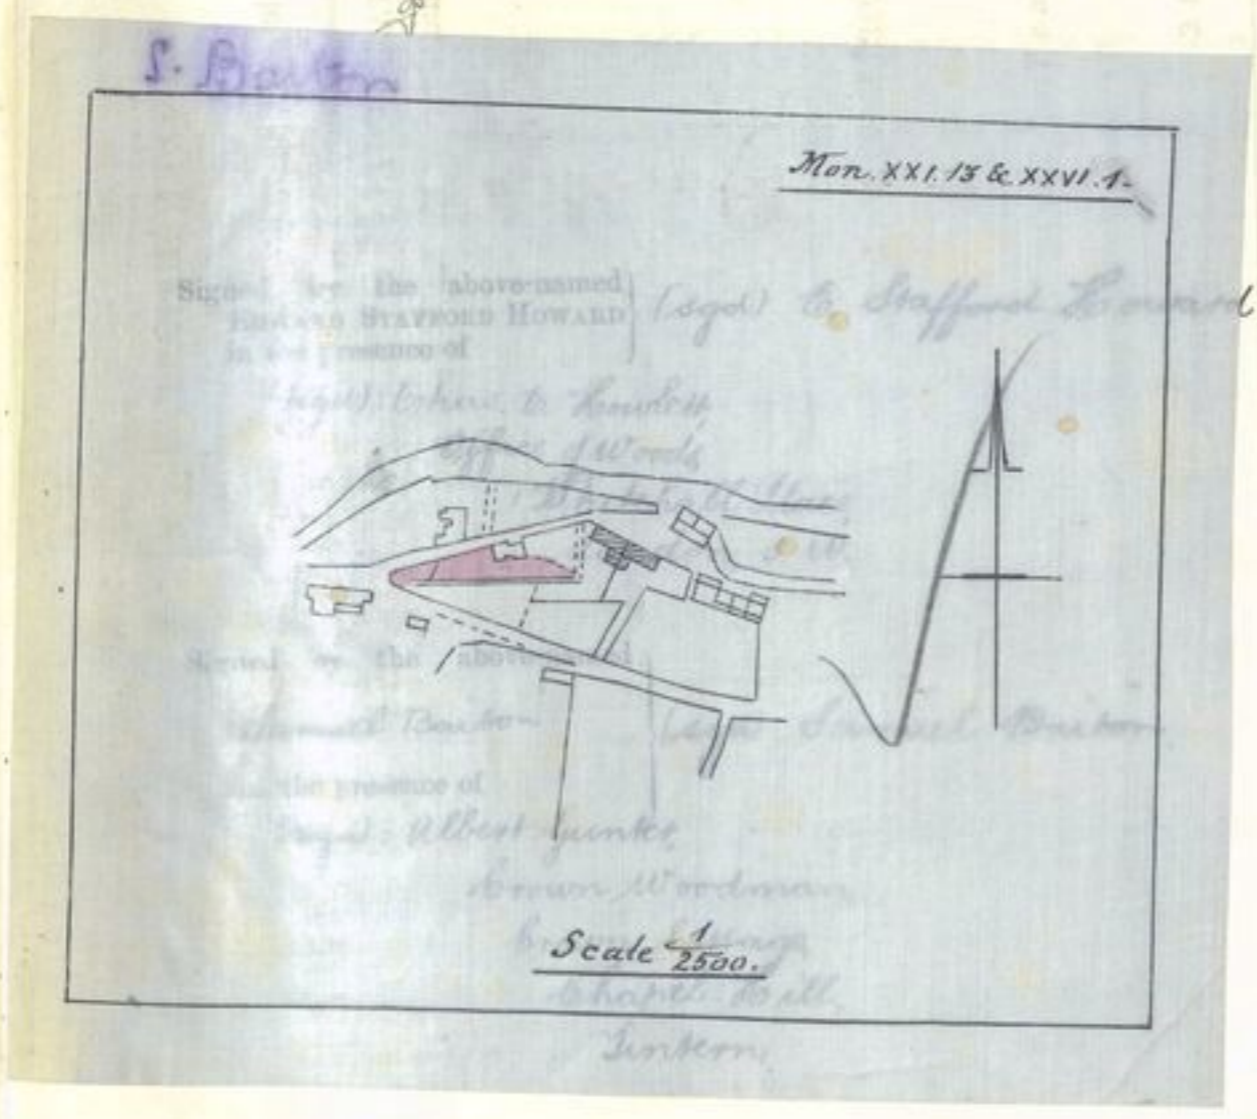 S. Barton
Mon. XXI.13 & XXVI.1.
Signed by the above-named
EDWARD STAFFORD HOWARD
in the presence of
(sgd) E. Stafford Howard
(sgd)
Office of Woods
Signed by the above-named
Samuel Barton
(sgd) Samuel Barton
in the presence of
Albert Gunter
Crown Woodman
Scale 1/2500.
Chapel Hill
Tintern